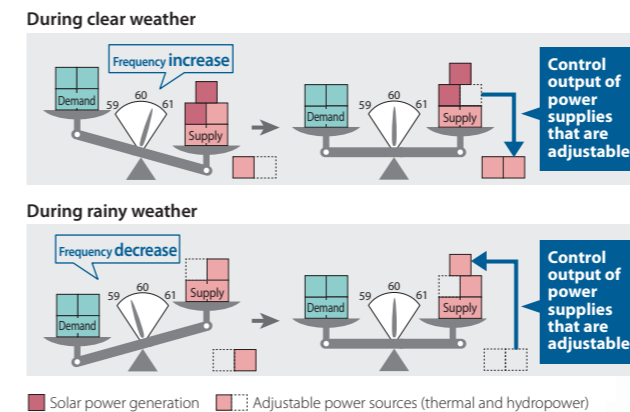 During clear weather
Frequency increase
Demand
59
60
61
Supply
Demand
59
60
61
Supply
Control
output of
power
supplies
that are
adjustable
During rainy weather
Frequency decrease
Demand
59
60
61
Supply
Demand
59
60
61
Supply
Control
output of
power
supplies
that are
adjustable
Solar power generation
Adjustable power sources (thermal and hydropower)